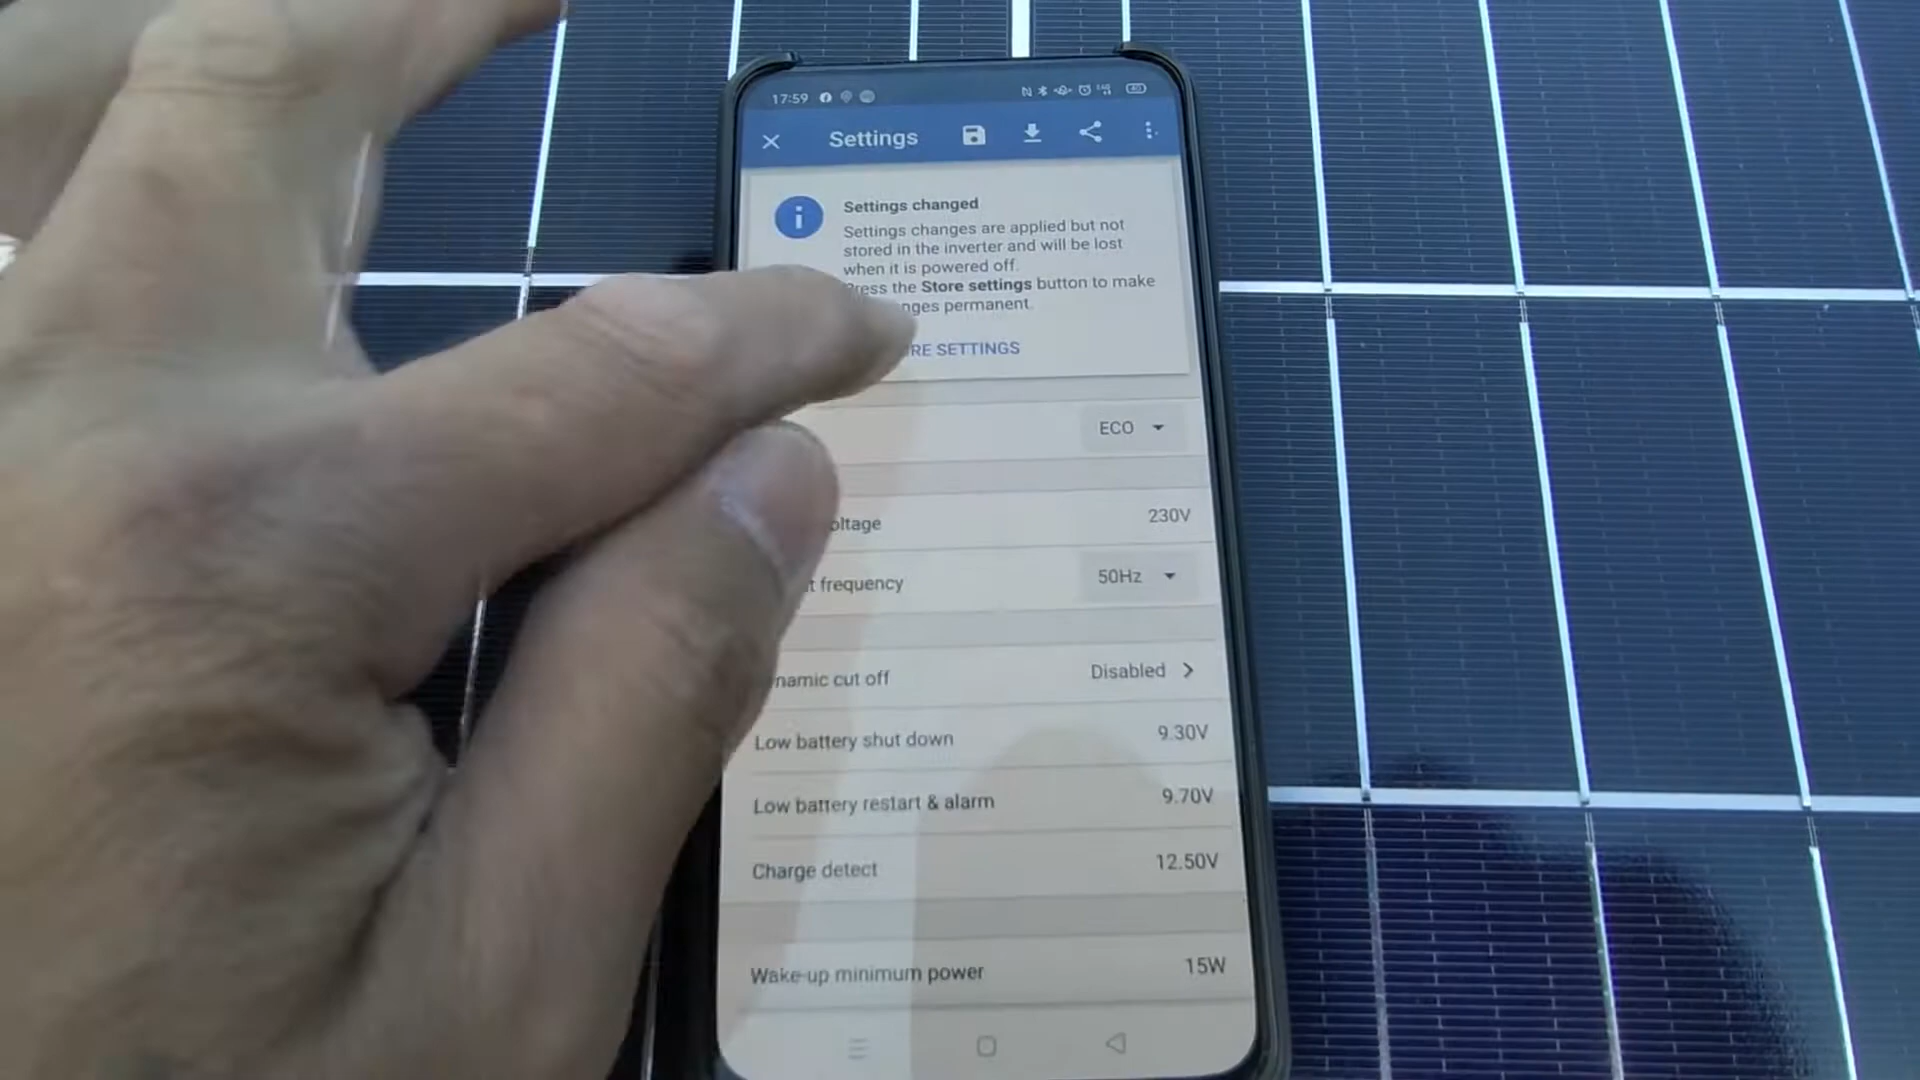 17:59
Settings
Settings changed
Settings changes are applied but not
stored in the inverter and will be lost
when it is powered off.
Press the Store settings button to make
nges permanent.
RE SETTINGS
ECO
oltage 230V
t frequency 50Hz
namic cut off Disabled
Low battery shut down 9.30V
Low battery restart & alarm 9.70V
Charge detect 12.50V
Wake-up minimum power 15W